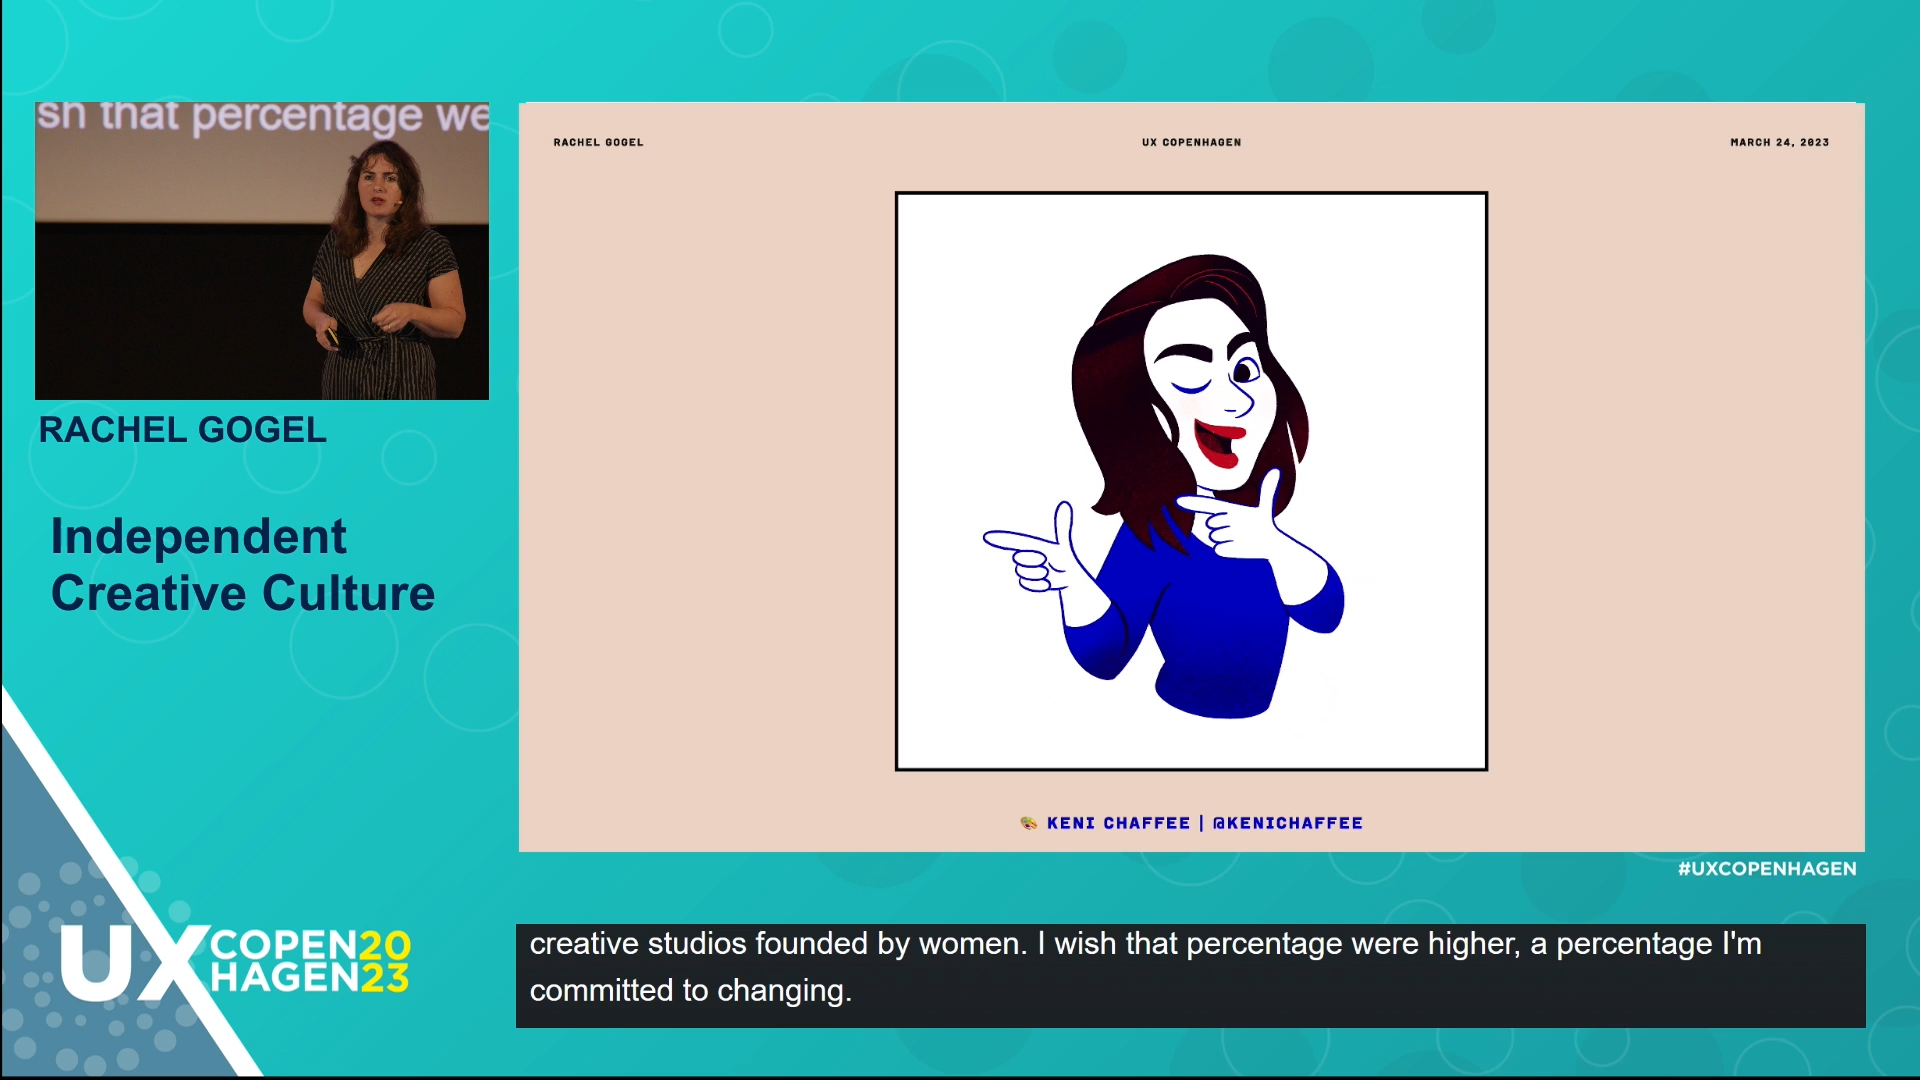 sh that percentage we
RACHEL GOGEL
Independent
Creative Culture
RACHEL GOGEL
UX COPENHAGEN
MARCH 24, 2023
KENI CHAFFEE | @KENICHAFFEE
#UXCOPENHAGEN
creative studios founded by women. I wish that percentage were higher, a percentage I'm
committed to changing.
UX COPEN20
HAGEN23